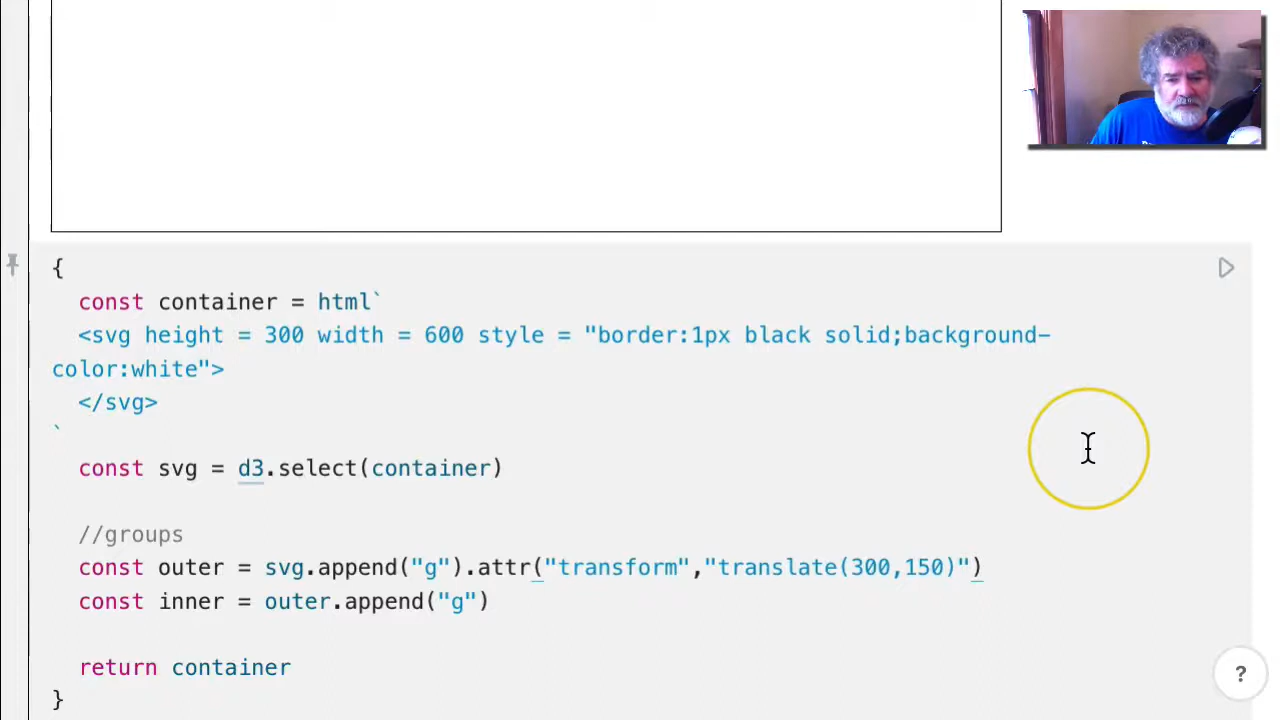 {
const container = html`
<svg height = 300 width = 600 style = "border:1px black solid;background-
color:white">
</svg>
`
const svg = d3.select(container)
//groups
const outer = svg.append("g").attr("transform","translate(300,150)")
const inner = outer.append("g")
return container
}
?